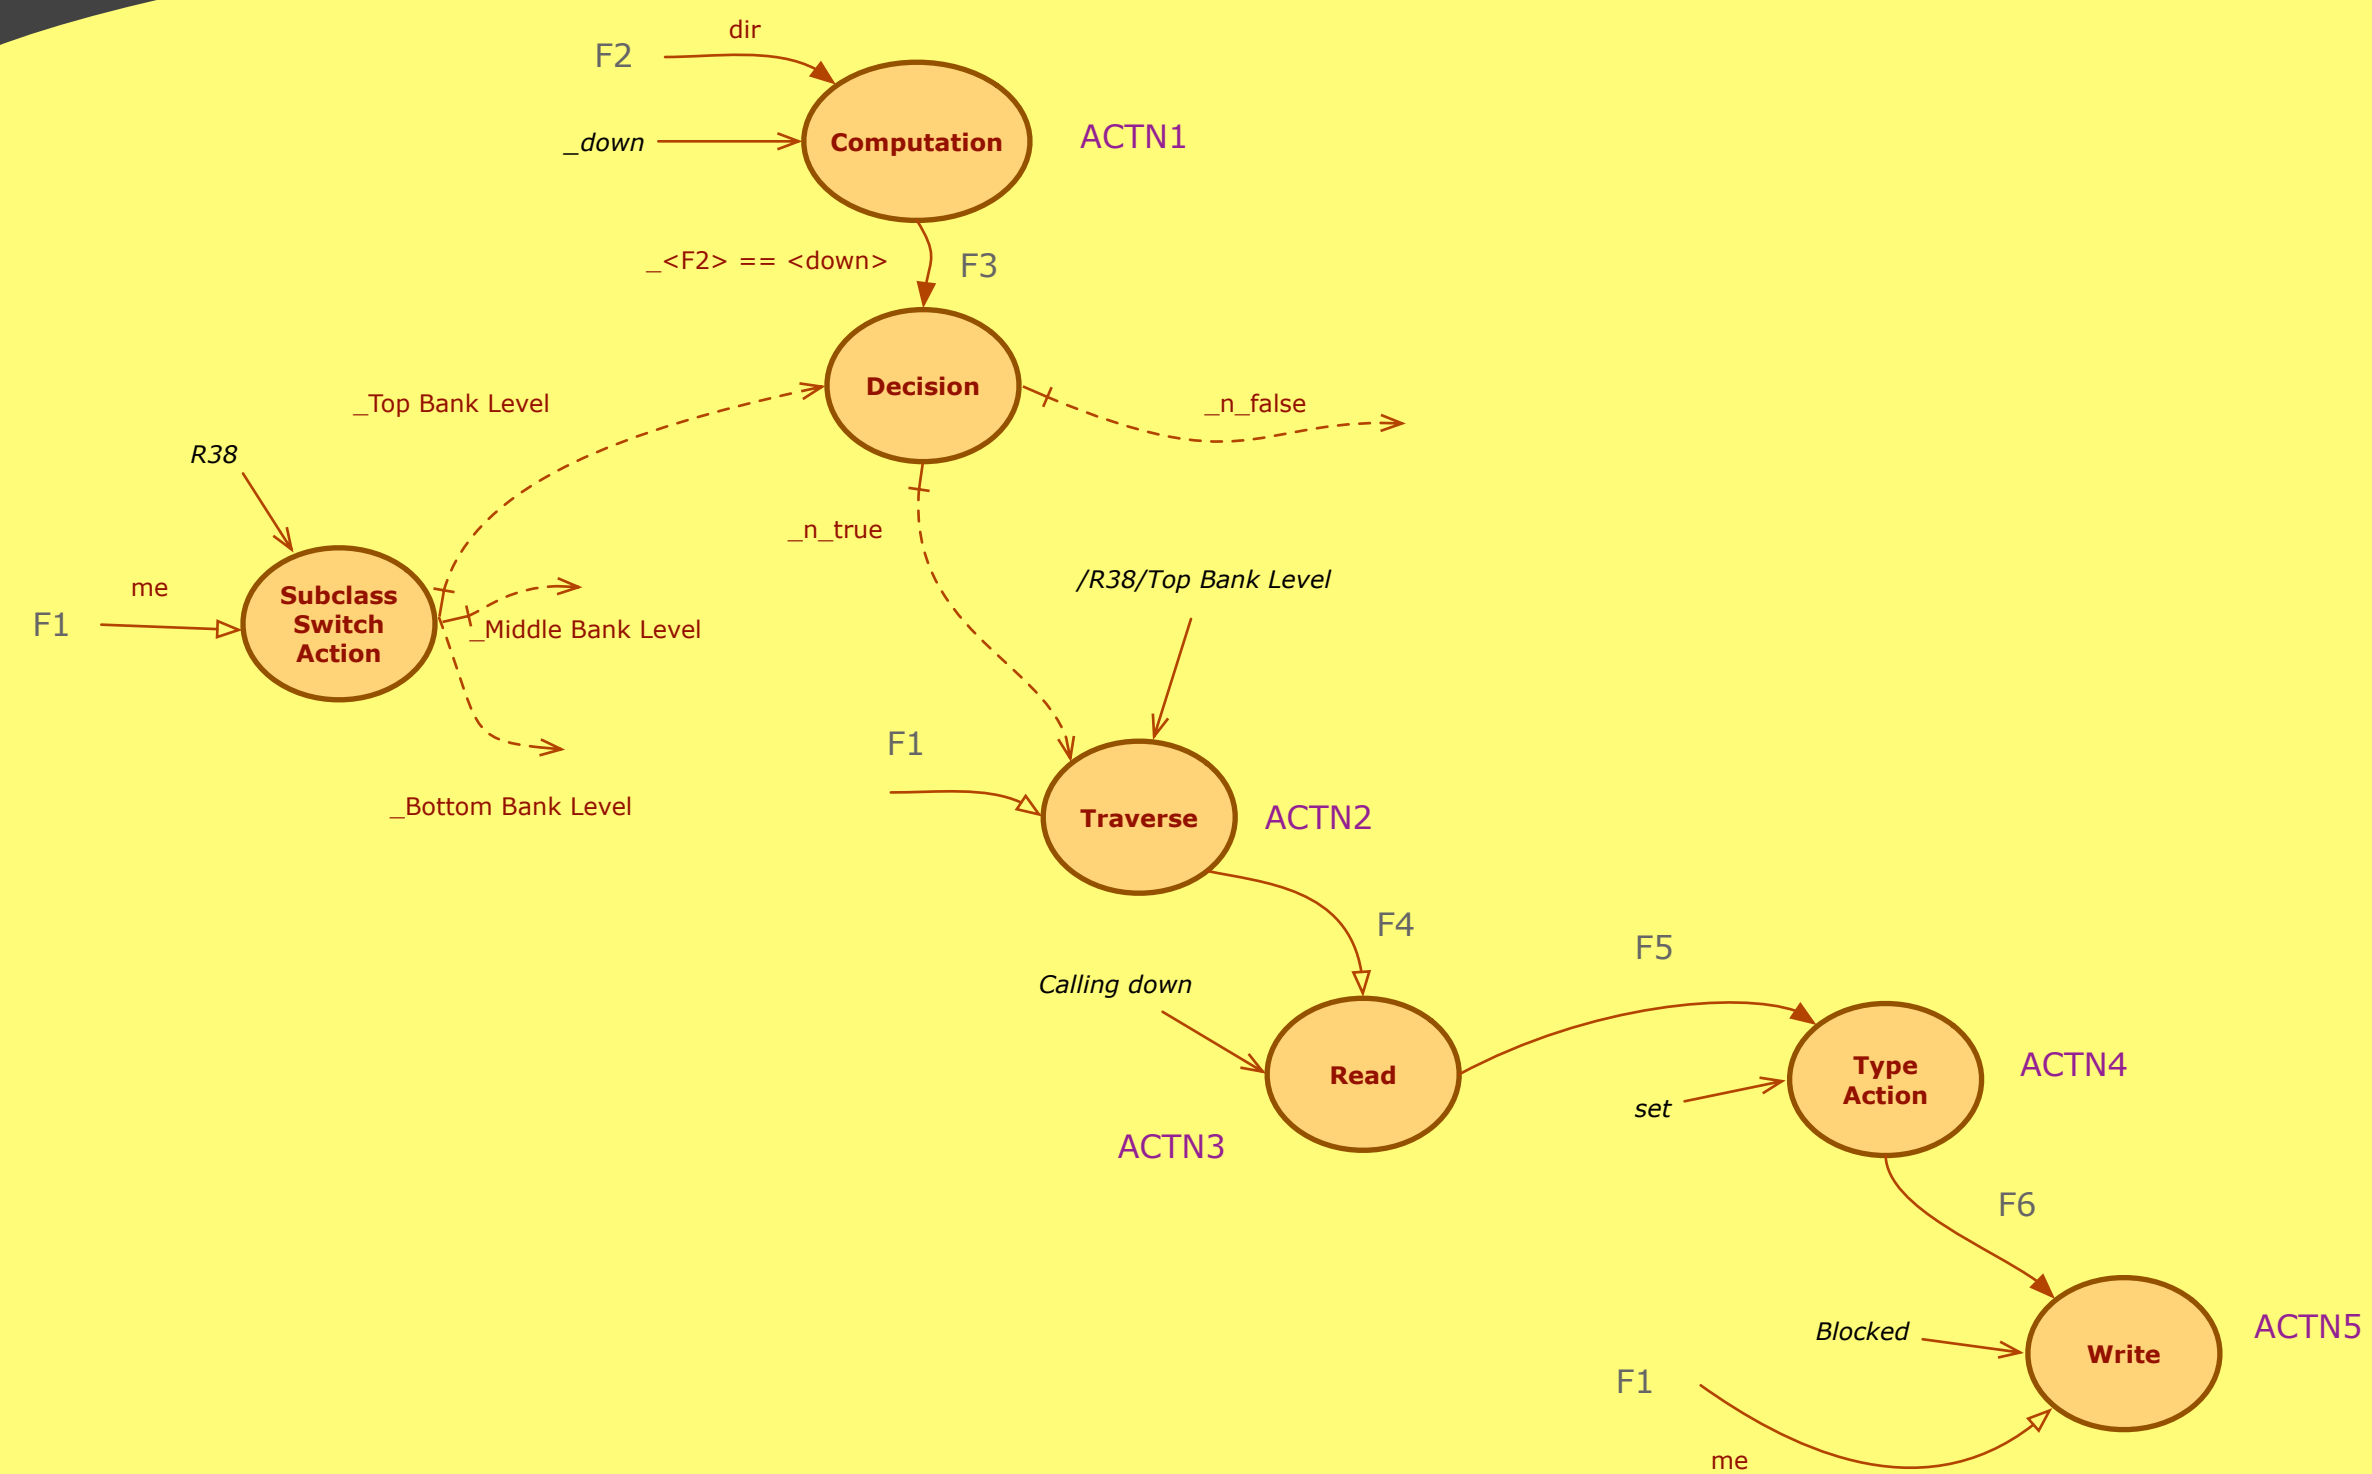 dir
F2
_down
Computation
ACTN1
_<F2> == <down>
F3
Decision
_Top Bank Level
_n_false
R38
_n_true
/R38/Top Bank Level
me
F1
Subclass
Switch
Action
_Middle Bank Level
_Bottom Bank Level
F1
Traverse
ACTN2
F4
F5
Calling down
Read
ACTN3
set
Type
Action
ACTN4
F6
Blocked
Write
ACTN5
F1
me